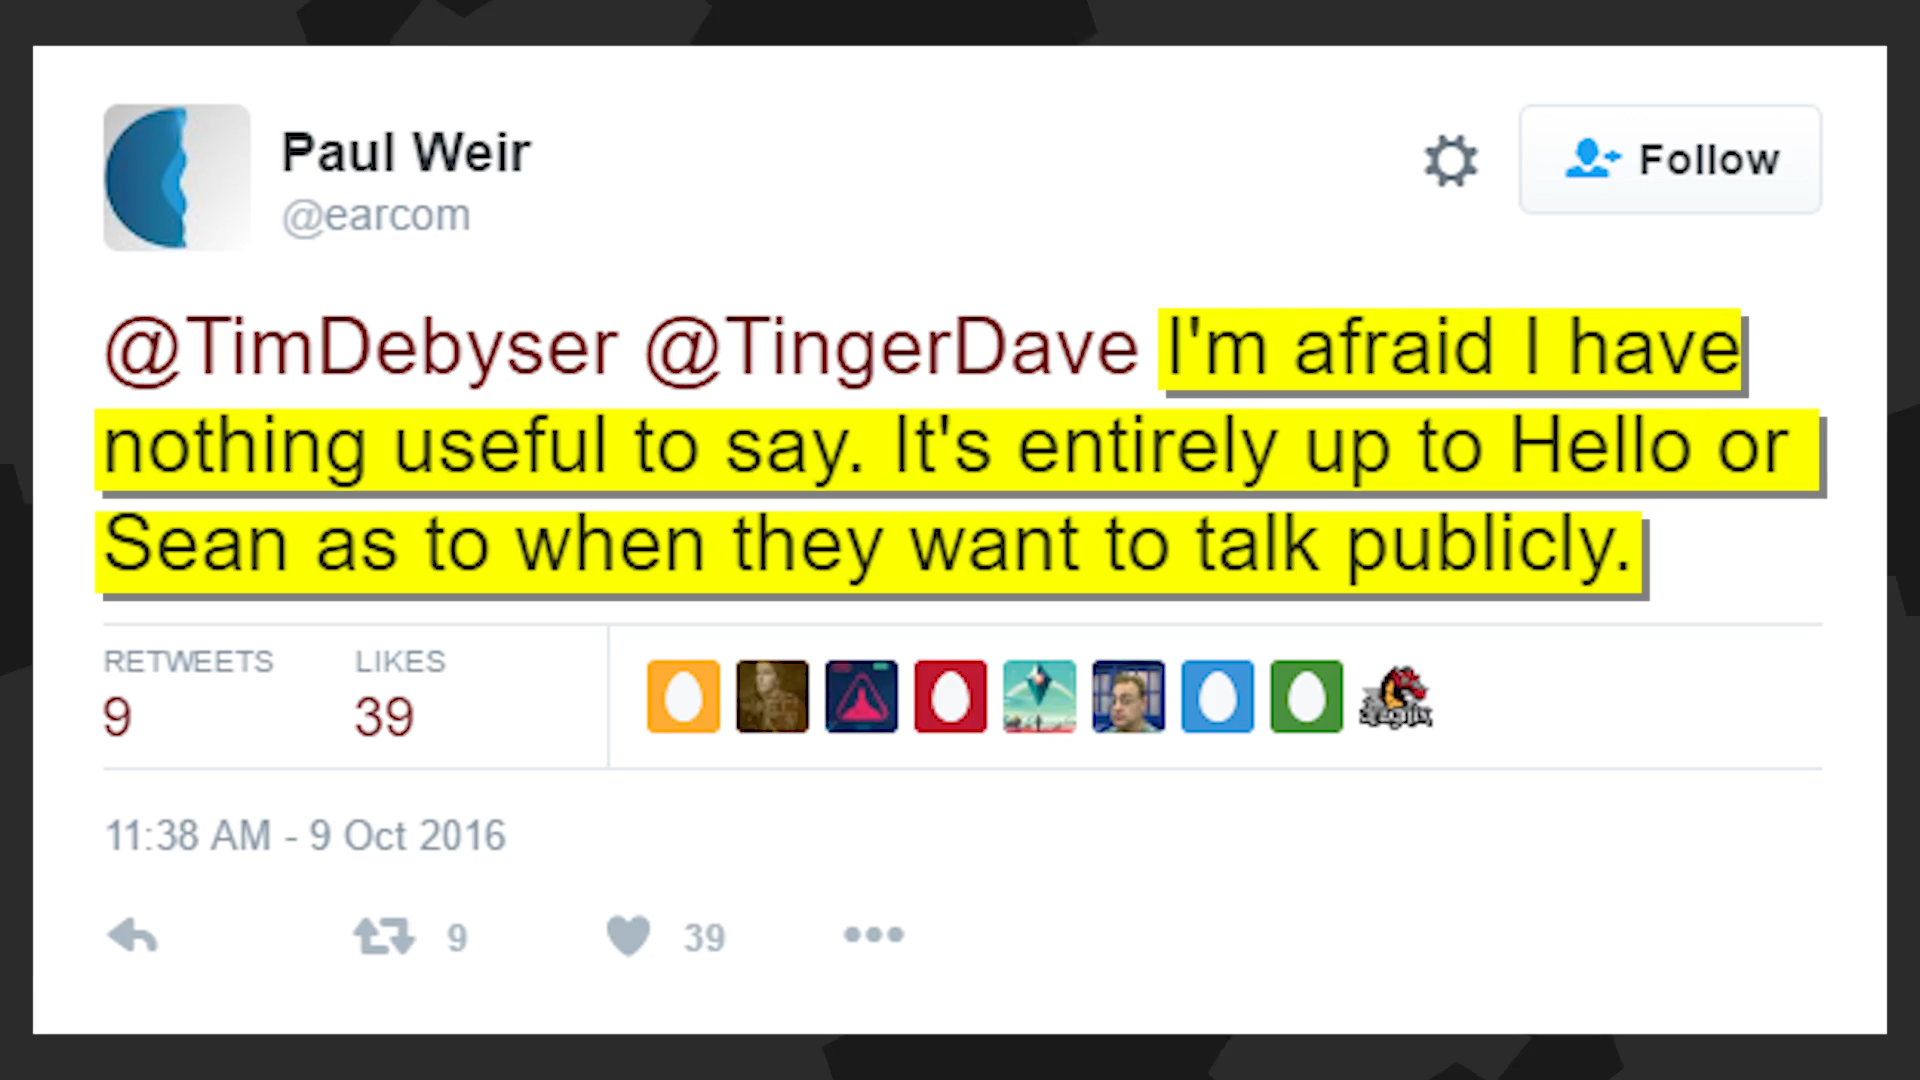 Paul Weir
@earcom
Follow
@TimDebyser @TingerDave I'm afraid I have
nothing useful to say. It's entirely up to Hello or
Sean as to when they want to talk publicly.
RETWEETS LIKES
9 39
11:38 AM - 9 Oct 2016
9 39